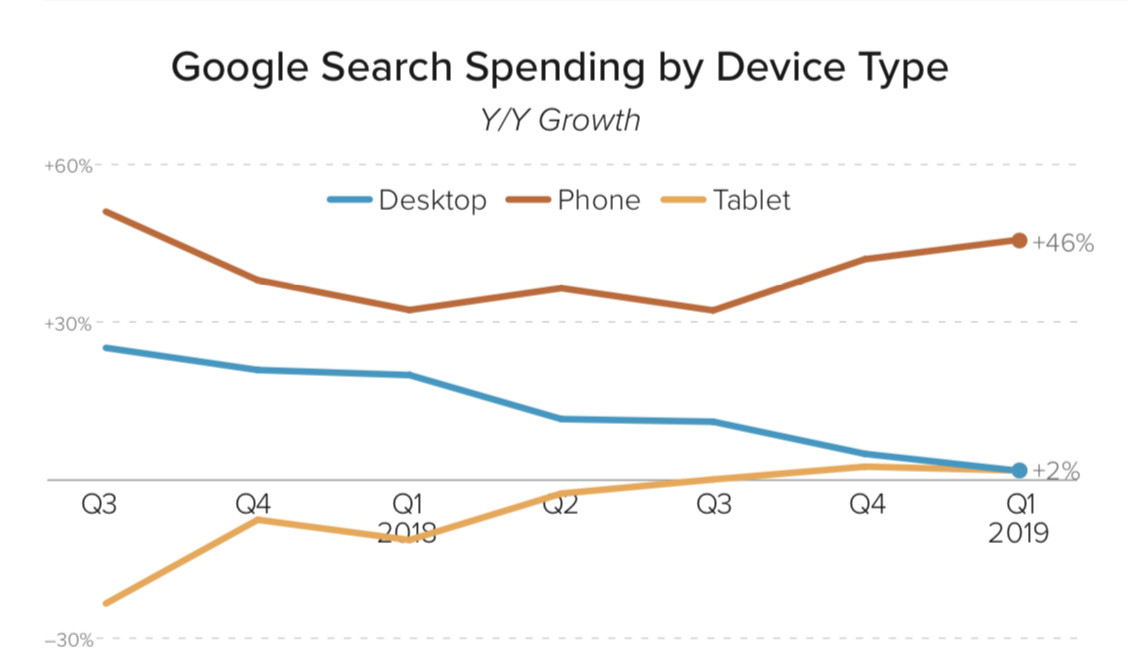 Google Search Spending by Device Type
Y/Y Growth
+60%
Desktop Phone Tablet
+46%
+30%
+2%
Q3 Q4 Q1 Q2 Q3 Q4 Q1
2018 2019
–30%